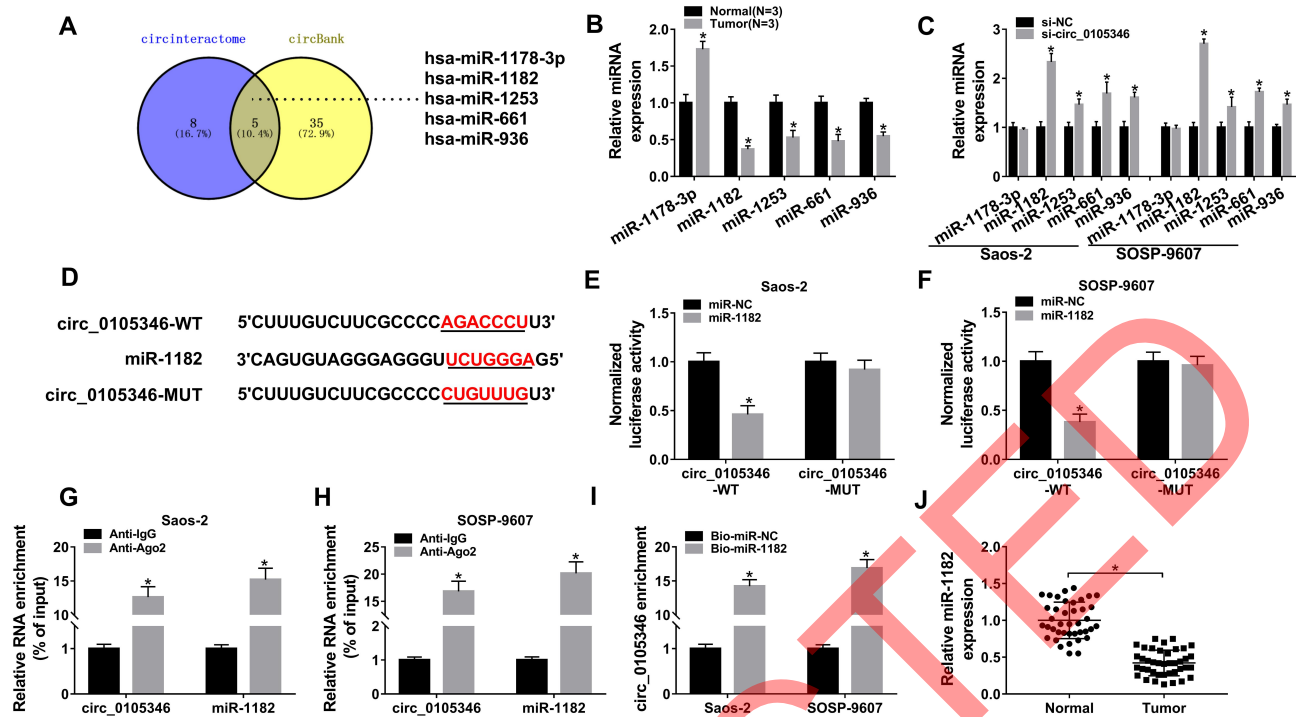 A
circinteractome
circBank
8
(16.7%)
5
(10.4%)
35
(72.9%)
hsa-miR-1178-3p
hsa-miR-1182
hsa-miR-1253
hsa-miR-661
hsa-miR-936
B
Normal(N=3)
Tumor(N=3)
Relative miRNA
expression
2.0
1.5
1.0
0.5
0.0
*
*
*
*
*
miR-1178-3p
miR-1182
miR-1253
miR-661
miR-936
C
si-NC
si-circ_0105346
Relative miRNA
expression
3
2
1
0
*
*
*
*
*
*
*
*
miR-1178-3p
miR-1182
miR-1253
miR-661
miR-936
miR-1178-3p
miR-1182
miR-1253
miR-661
miR-936
Saos-2
SOSP-9607
D
circ_0105346-WT 5'CUUUGUCUUCGCCCCAGACCCUU3'
miR-1182 3'CAGUGUAGGGAGGGUUCUGGGAG5'
circ_0105346-MUT 5'CUUUGUCUUCGCCCCCUGUUUGU3'
E
Saos-2
miR-NC
miR-1182
Normalized
luciferase activity
1.5
1.0
0.5
0.0
*
circ_0105346
-WT
circ_0105346
-MUT
F
SOSP-9607
miR-NC
miR-1182
Normalized
luciferase activity
1.5
1.0
0.5
0.0
*
circ_0105346
-WT
circ_0105346
-MUT
G
Saos-2
Anti-IgG
Anti-Ago2
Relative RNA enrichment
(% of input)
20
15
10
1
0
*
*
circ_0105346
miR-1182
H
SOSP-9607
Anti-IgG
Anti-Ago2
Relative RNA enrichment
(% of input)
25
20
15
2
1
0
*
*
circ_0105346
miR-1182
I
Bio-miR-NC
Bio-miR-1182
circ_0105346 enrichment
20
15
10
1
0
*
*
Saos-2
SOSP-9607
J
Relative miR-1182
expression
2.0
1.5
1.0
0.5
0.0
*
Normal
Tumor
TED